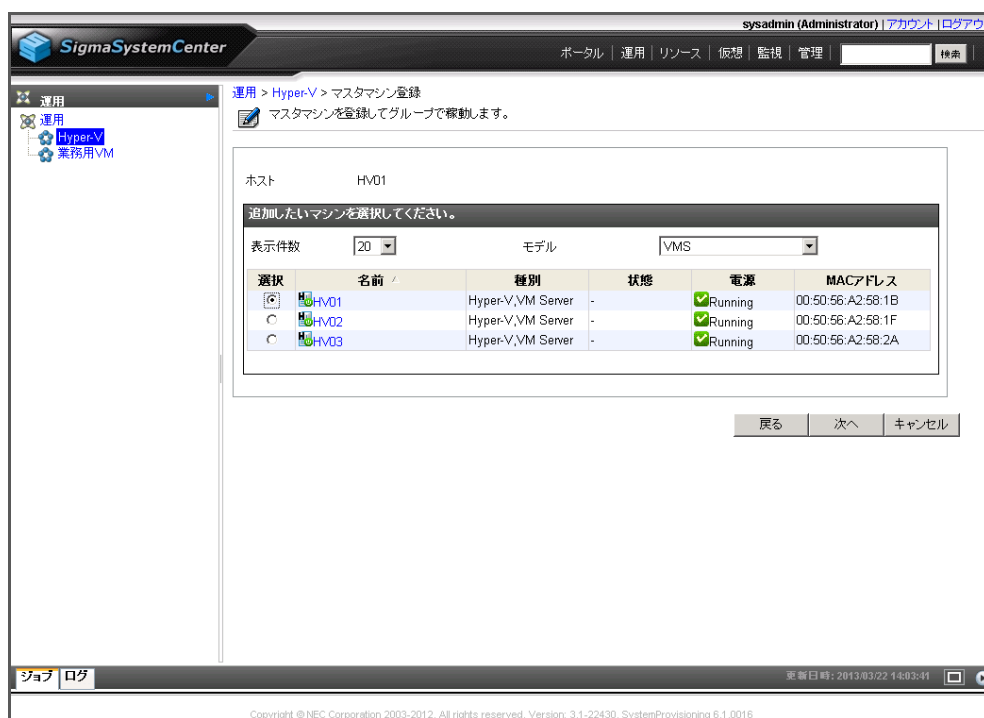 sysadmin (Administrator) | アカウント | ログアウ
SigmaSystemCenter
ポータル | 運用 | リソース | 仮想 | 監視 | 管理 | 検索 |
運用
運用
Hyper-V
業務用VM
運用 > Hyper-V > マスタマシン登録
マスタマシンを登録してグループで稼動します。
ホスト HV01
追加したいマシンを選択してください。
表示件数 20 モデル VMS
選択 名前 種別 状態 電源 MACアドレス
HV01 Hyper-V,VM Server - Running 00:50:56:A2:58:1B
HV02 Hyper-V,VM Server - Running 00:50:56:A2:58:1F
HV03 Hyper-V,VM Server - Running 00:50:56:A2:58:2A
戻る 次へ キャンセル
ジョブ ログ 更新日時 : 2013/03/22 14:03:41
Copyright © NEC Corporation 2003-2012. All rights reserved. Version: 3.1-22430, SystemProvisioning 6.1.0016